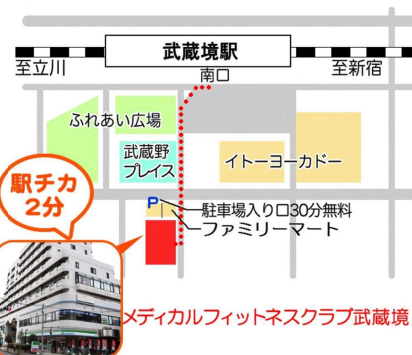 武蔵境駅
至立川
南口
至新宿
ふれあい広場
武蔵野
プレイス
イトーヨーカドー
駅チカ
2分
P
駐車場入り口30分無料
ファミリーマート
メディカルフィットネスクラブ武蔵境